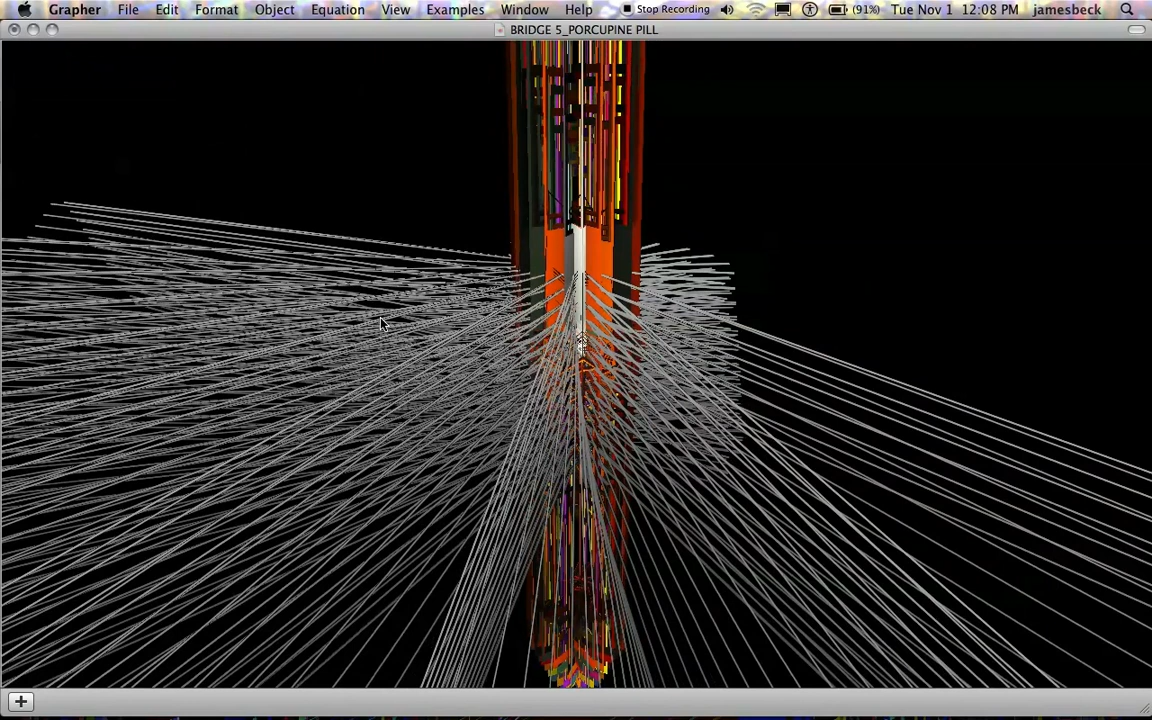 Grapher File Edit Format Object Equation View Examples Window Help Stop Recording (91%) Tue Nov 1 12:08 PM jamesbeck
BRIDGE 5_PORCUPINE PILL